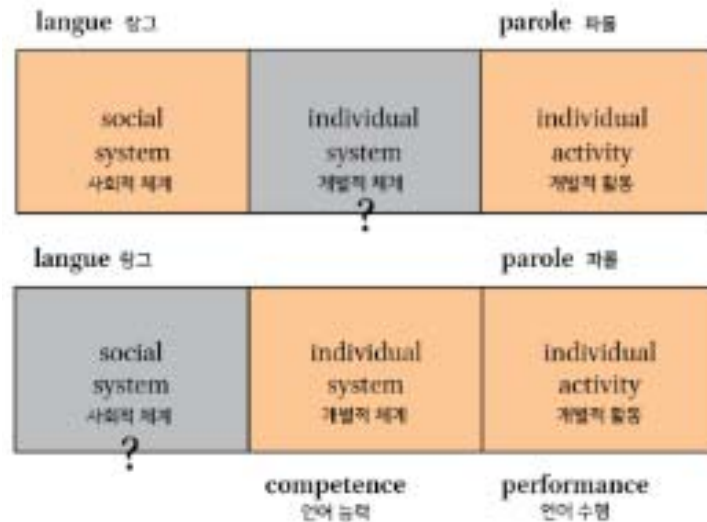 langue 랑그 parole 파롤
social individual individual
system system activity
사회적 체계 개별적 체계 개별적 활동
?
langue 랑그 parole 파롤
social individual individual
system system activity
사회적 체계 개별적 체계 개별적 활동
?
competence performance
언어 능력 언어 수행